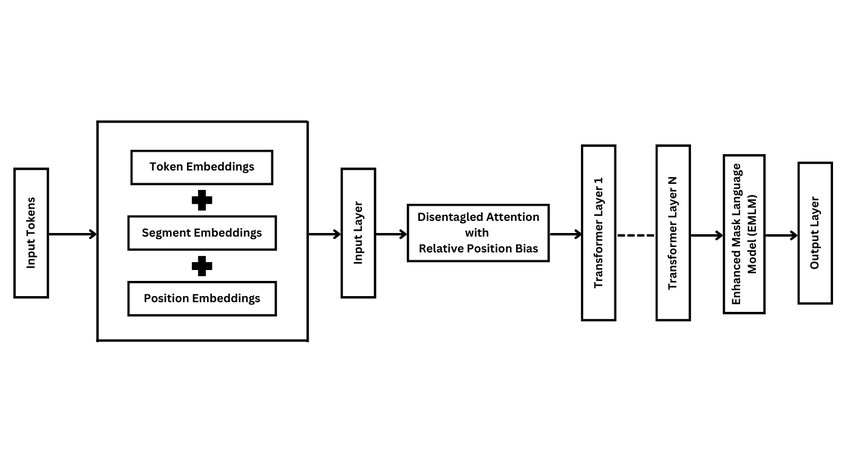 Input Tokens
Token Embeddings
Segment Embeddings
Position Embeddings
Input Layer
Disentagled Attention
with
Relative Position Bias
Transformer Layer 1
Transformer Layer N
Enhanced Mask Language
Model (EMLM)
Output Layer